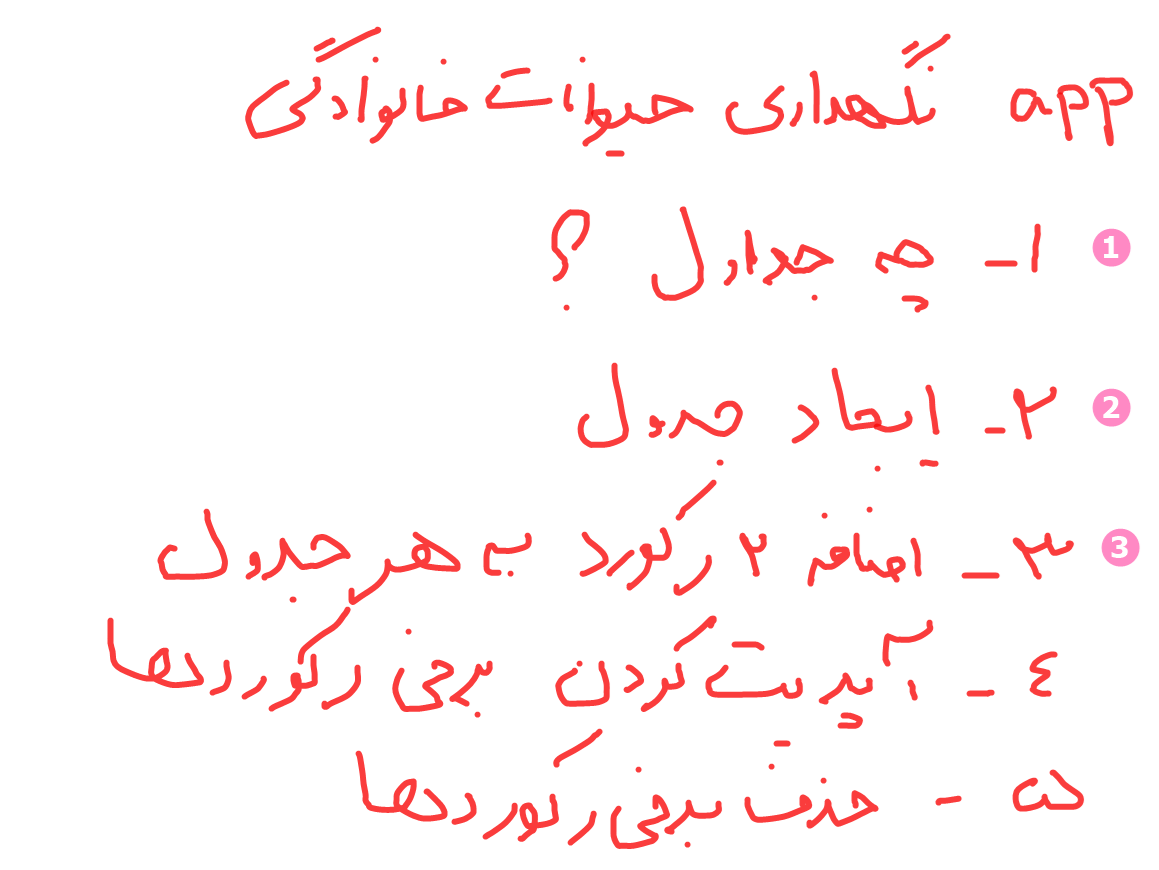 app نگهداری حیوانات خانوادگی
1 ۱- چه جداول ؟
2 ۲- ایجاد جدول
3 ۳- اضافه ۲ رکورد به هر جدول
٤- آپدیت کردن برخی رکوردها
۵- حذف برخی رکوردها